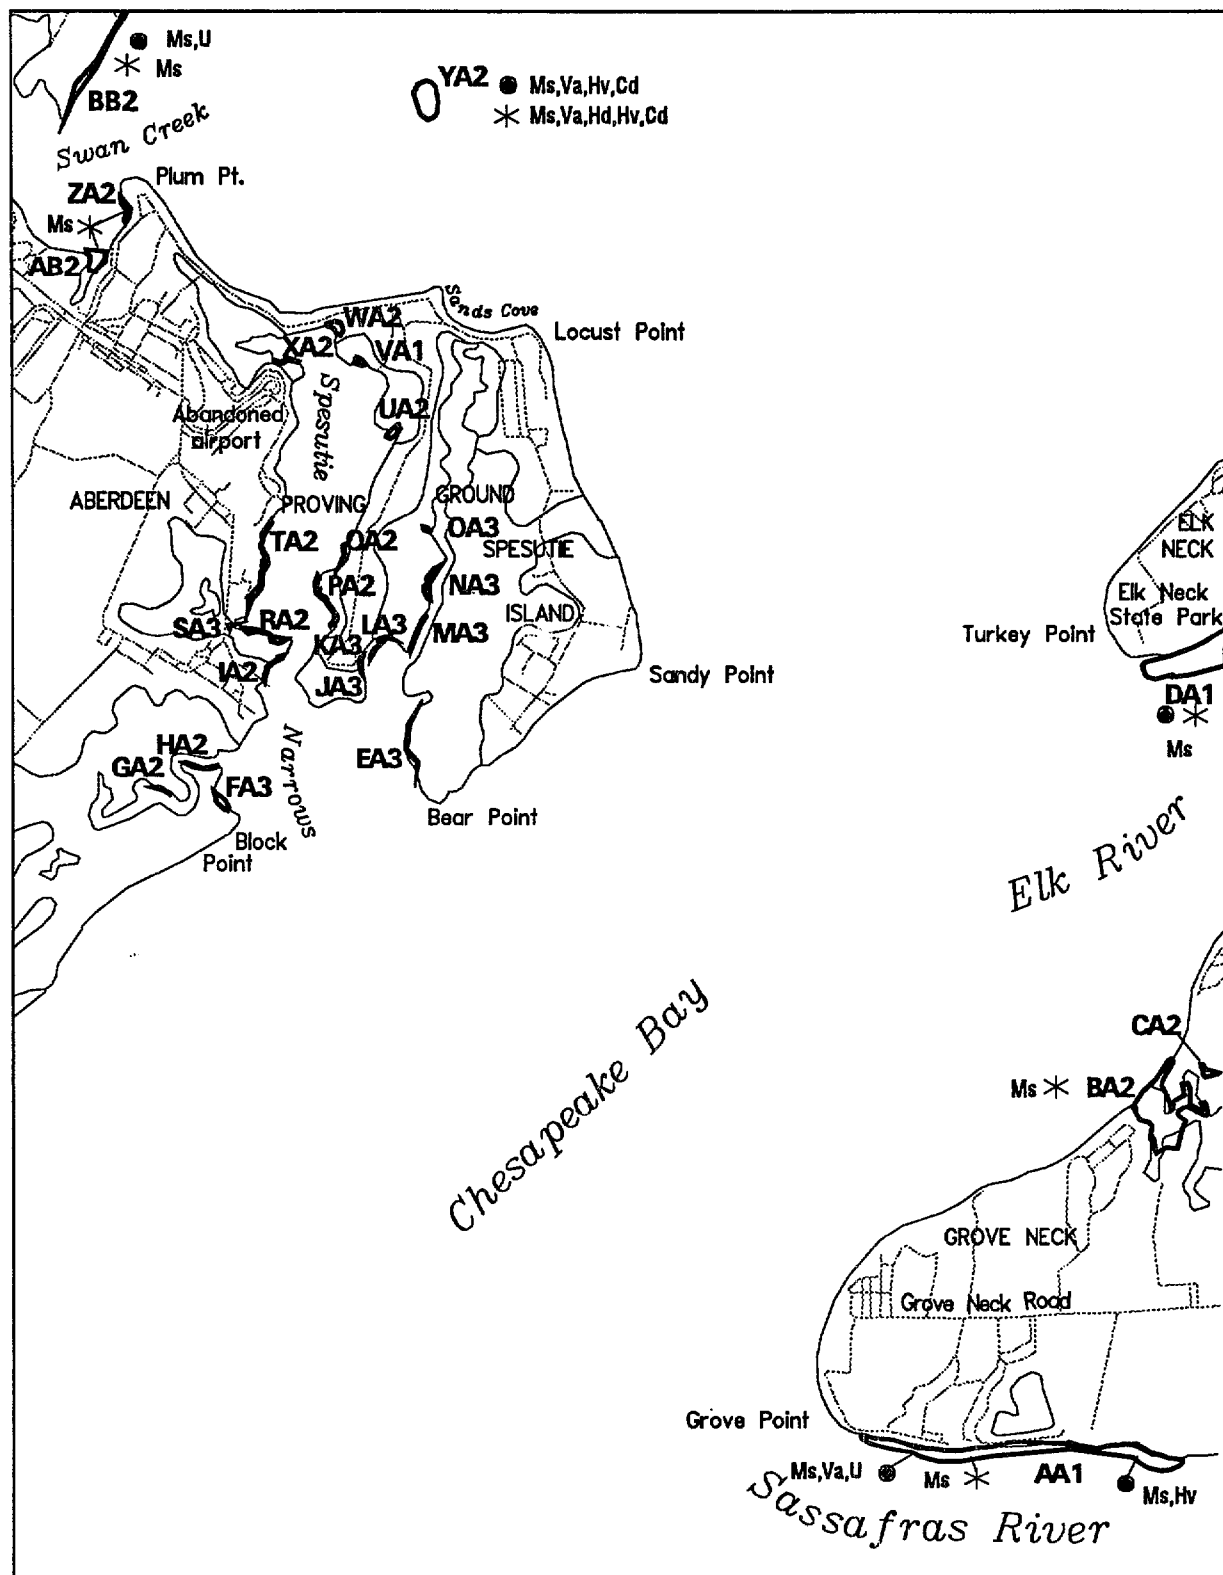 Ms,U
Ms
BB2
YA2
Ms,Va,Hv,Cd
Ms,Va,Hd,Hv,Cd
Swan Creek
Plum Pt.
ZA2
Ms
AB2
Sands Cove
WA2
Locust Point
XA2
VA1
Spesutie
UA2
Abandoned
airport
ABERDEEN
PROVING
GROUND
OA3
TA2
OA2
SPESUTIE
ELK
NECK
PA2
NA3
Elk Neck
State Park
ISLAND
SA3
RA2
LA3
MA3
Turkey Point
KA3
IA2
JA3
Sandy Point
DA1
Ms
HA2
Narrows
GA2
FA3
EA3
Bear Point
Block
Point
Elk River
Chesapeake Bay
CA2
Ms
BA2
GROVE NECK
Grove Neck Road
Grove Point
Ms,Va,U
Ms
AA1
Ms,Hv
Sassafras River